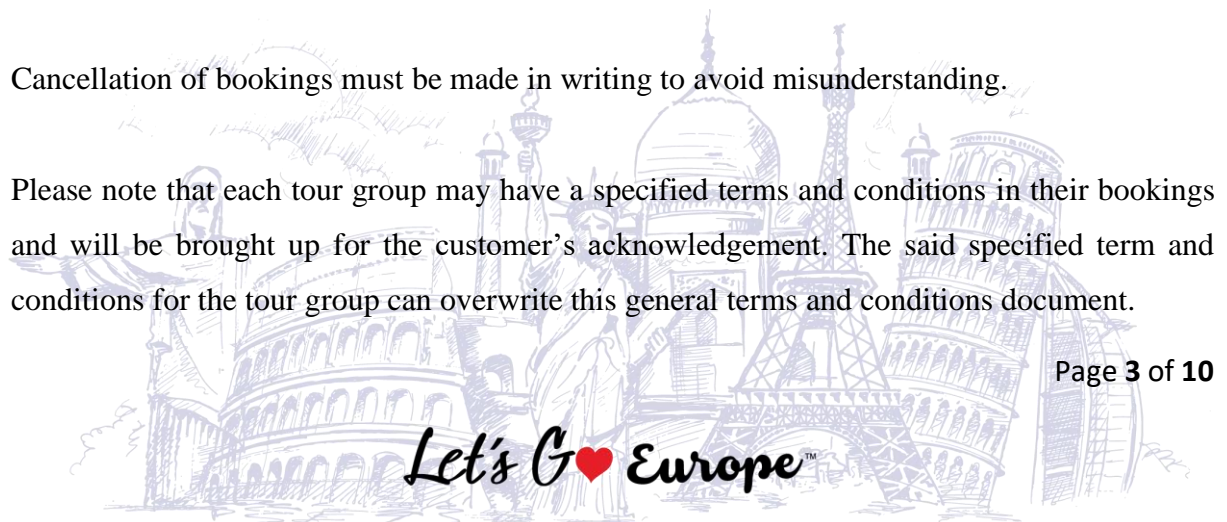 Cancellation of bookings must be made in writing to avoid misunderstanding.
Please note that each tour group may have a specified terms and conditions in their bookings
and will be brought up for the customer’s acknowledgement. The said specified term and
conditions for the tour group can overwrite this general terms and conditions document.
Page 3 of 10
Let's Go Europe™